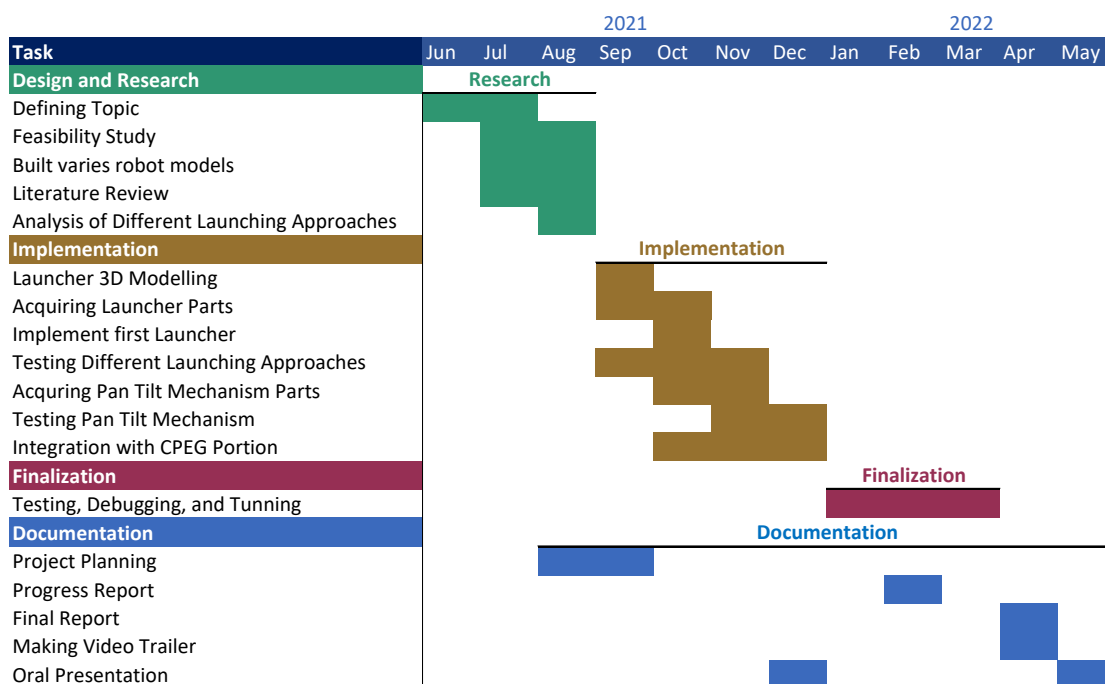 2021 2022
Task Jun Jul Aug Sep Oct Nov Dec Jan Feb Mar Apr May
Design and Research Research
Defining Topic
Feasibility Study
Built varies robot models
Literature Review
Analysis of Different Launching Approaches
Implementation Implementation
Launcher 3D Modelling
Acquiring Launcher Parts
Implement first Launcher
Testing Different Launching Approaches
Acquring Pan Tilt Mechanism Parts
Testing Pan Tilt Mechanism
Integration with CPEG Portion
Finalization Finalization
Testing, Debugging, and Tunning
Documentation Documentation
Project Planning
Progress Report
Final Report
Making Video Trailer
Oral Presentation